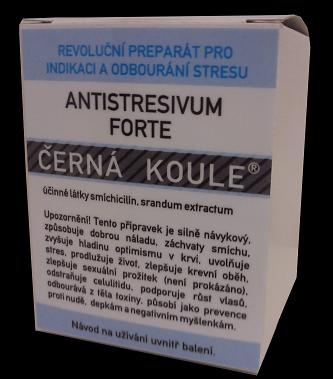 REVOLUČNÍ PREPARÁT PRO
INDIKACI A ODBOURÁNÍ STRESU
ANTISTRESIVUM
FORTE
ČERNÁ KOULE®
účinné látky smíchicilin, srandum extractum
Upozornění! Tento přípravek je silně návykový,
způsobuje dobrou náladu, záchvaty smíchu,
zvyšuje hladinu optimismu v krvi, uvolňuje
stres, prodlužuje život, zlepšuje krevní oběh,
zlepšuje sexuální prožitek (není prokázáno),
odstraňuje celulitidu, podporuje růst vlasů,
odbourává z těla toxiny, působí jako prevence
proti nudě, depkám a negativním myšlenkám.
Návod na užívání uvnitř balení.